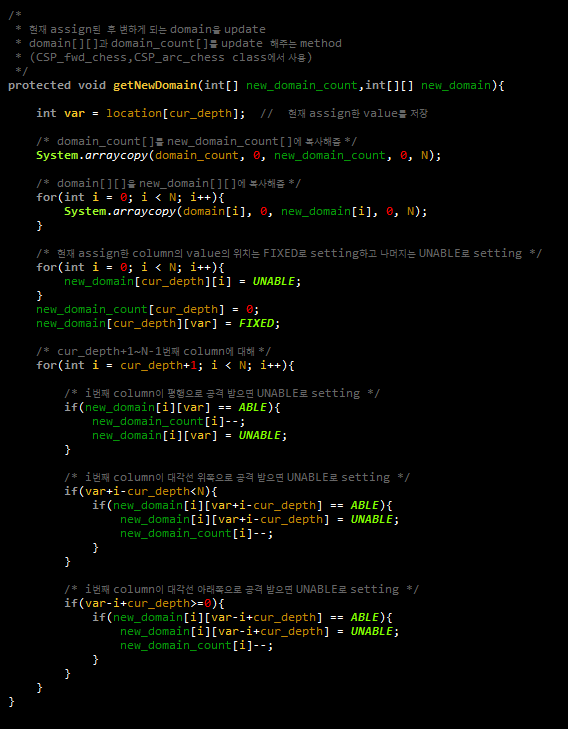 /*
 * 현재 assign된 후 변하게 되는 domain을 update
 * domain[][]과 domain_count[]를 update 해주는 method
 * (CSP_fwd_chess,CSP_arc_chess class에서 사용)
 */
protected void getNewDomain(int[] new_domain_count,int[][] new_domain){
int var = location[cur_depth];  //  현재 assign한 value를 저장
/* domain_count[]를 new_domain_count[]에 복사해줌 */
System.arraycopy(domain_count, 0, new_domain_count, 0, N);
/* domain[][]을 new_domain[][]에 복사해줌 */
for(int i = 0; i < N; i++){
System.arraycopy(domain[i], 0, new_domain[i], 0, N);
}
/* 현재 assign한 column의 value의 위치는 FIXED로 setting하고 나머지는 UNABLE로 setting */
for(int i = 0; i < N; i++){
new_domain[cur_depth][i] = UNABLE;
}
new_domain_count[cur_depth] = 0;
new_domain[cur_depth][var] = FIXED;
/* cur_depth+1~N-1번째 column에 대해 */
for(int i = cur_depth+1; i < N; i++){
/* i번째 column이 평행으로 공격 받으면 UNABLE로 setting */
if(new_domain[i][var] == ABLE){
new_domain_count[i]--;
new_domain[i][var] = UNABLE;
}
/* i번째 column이 대각선 위쪽으로 공격 받으면 UNABLE로 setting */
if(var+i-cur_depth<N){
if(new_domain[i][var+i-cur_depth] == ABLE){
new_domain[i][var+i-cur_depth] = UNABLE;
new_domain_count[i]--;
}
}
/* i번째 column이 대각선 아래쪽으로 공격 받으면 UNABLE로 setting */
if(var-i+cur_depth>=0){
if(new_domain[i][var-i+cur_depth] == ABLE){
new_domain[i][var-i+cur_depth] = UNABLE;
new_domain_count[i]--;
}
}
}
}